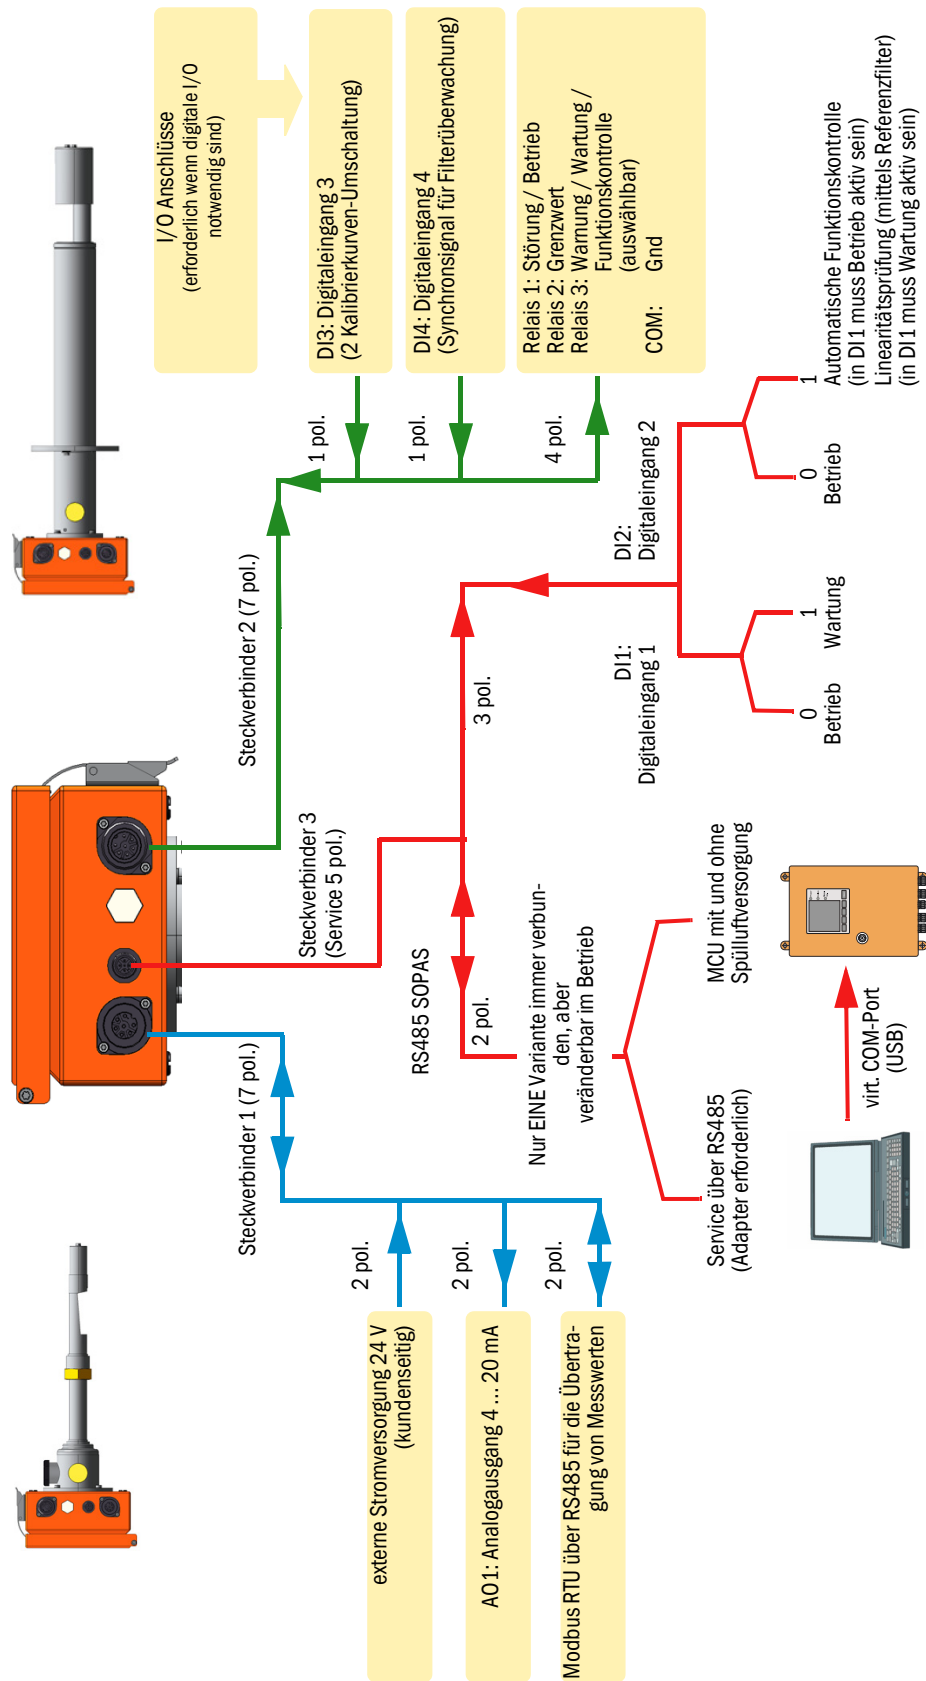 externe Stromversorgung 24 V
(kundenseitig)
2 pol.
AO1: Analogausgang 4 ... 20 mA
2 pol.
Modbus RTU über RS485 für die Übertra-
gung von Messwerten
2 pol.
Steckverbinder 1 (7 pol.)
Steckverbinder 3
(Service 5 pol.)
Steckverbinder 2 (7 pol.)
I/O Anschlüsse
(erforderlich wenn digitale I/O
notwendig sind)
DI3: Digitaleingang 3
(2 Kalibrierkurven-Umschaltung)
1 pol.
DI4: Digitaleingang 4
(Synchronsignal für Filterüberwachung)
1 pol.
Relais 1: Störung / Betrieb
Relais 2: Grenzwert
Relais 3: Warnung / Wartung /
Funktionskontrolle
(auswählbar)
COM: Gnd
4 pol.
RS485 SOPAS
2 pol.
3 pol.
Nur EINE Variante immer verbun-
den, aber
veränderbar im Betrieb
Service über RS485
(Adapter erforderlich)
MCU mit und ohne
Spülluftversorgung
virt. COM-Port
(USB)
DI1:
Digitaleingang 1
0
Betrieb
1
Wartung
DI2:
Digitaleingang 2
0
Betrieb
1
Automatische Funktionskontrolle
(in DI1 muss Betrieb aktiv sein)
Linearitätsprüfung (mittels Referenzfilter)
(in DI1 muss Wartung aktiv sein)